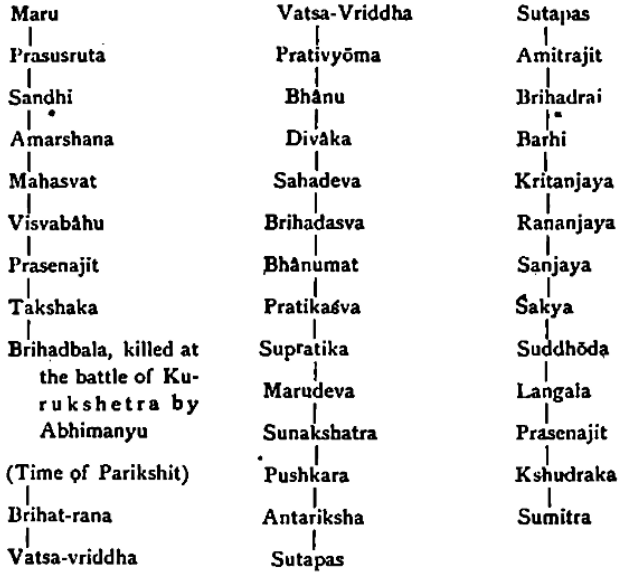 Maru
Prasusruta
Sandhi
Amarshana
Mahasvat
Visvabâhu
Prasenajit
Takshaka
Brihadbala, killed at
the battle of Ku-
rukshetra by
Abhimanyu
(Time of Parikshit)
Brihat-rana
Vatsa-vriddha
Vatsa-Vriddha
Prativyōma
Bhânu
Divâka
Sahadeva
Brihadasva
Bhânumat
Pratikaśva
Supratika
Marudeva
Sunakshatra
Pushkara
Antariksha
Sutapas
Sutapas
Amitrajit
Brihadrai
Barhi
Kritanjaya
Rananjaya
Sanjaya
Śakya
Suddhōda
Langala
Prasenajit
Kshudraka
Sumitra